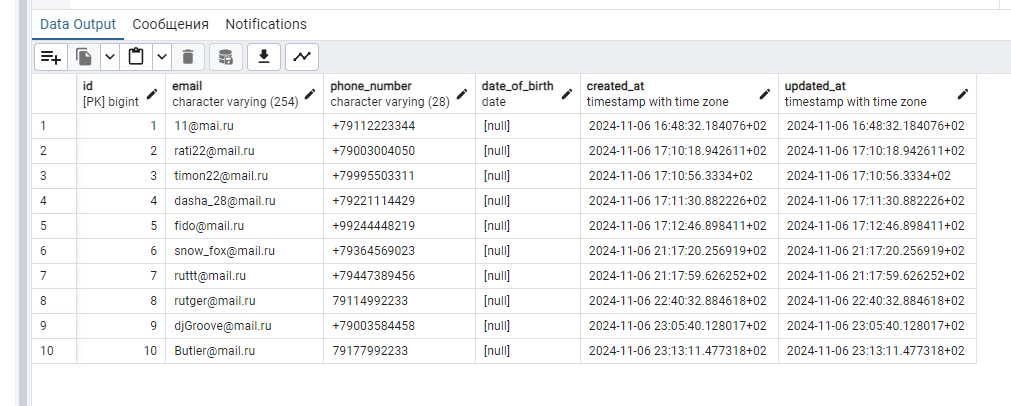 Data Output Сообщения Notifications
id email phone_number date_of_birth created_at updated_at
[PK] bigint character varying (254) character varying (28) date timestamp with time zone timestamp with time zone
1 1 11@mai.ru +79112223344 [null] 2024-11-06 16:48:32.184076+02 2024-11-06 16:48:32.184076+02
2 2 rati22@mail.ru +79003004050 [null] 2024-11-06 17:10:18.942611+02 2024-11-06 17:10:18.942611+02
3 3 timon22@mail.ru +79995503311 [null] 2024-11-06 17:10:56.3334+02 2024-11-06 17:10:56.3334+02
4 4 dasha_28@mail.ru +79221114429 [null] 2024-11-06 17:11:30.882226+02 2024-11-06 17:11:30.882226+02
5 5 fido@mail.ru +99244448219 [null] 2024-11-06 17:12:46.898411+02 2024-11-06 17:12:46.898411+02
6 6 snow_fox@mail.ru +79364569023 [null] 2024-11-06 21:17:20.256919+02 2024-11-06 21:17:20.256919+02
7 7 ruttt@mail.ru +79447389456 [null] 2024-11-06 21:17:59.626252+02 2024-11-06 21:17:59.626252+02
8 8 rutger@mail.ru 79114992233 [null] 2024-11-06 22:40:32.884618+02 2024-11-06 22:40:32.884618+02
9 9 djGroove@mail.ru +79003584458 [null] 2024-11-06 23:05:40.128017+02 2024-11-06 23:05:40.128017+02
10 10 Butler@mail.ru 79177992233 [null] 2024-11-06 23:13:11.477318+02 2024-11-06 23:13:11.477318+02